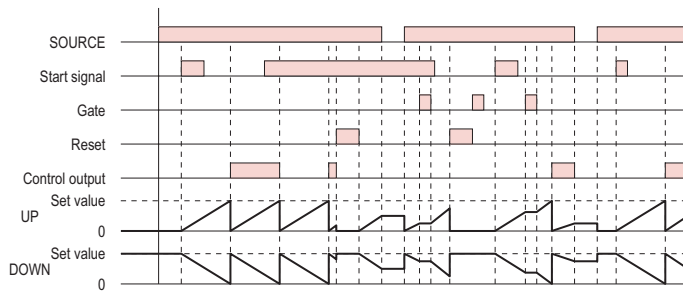 SOURCE
Start signal
Gate
Reset
Control output
Set value
UP
0
Set value
DOWN
0